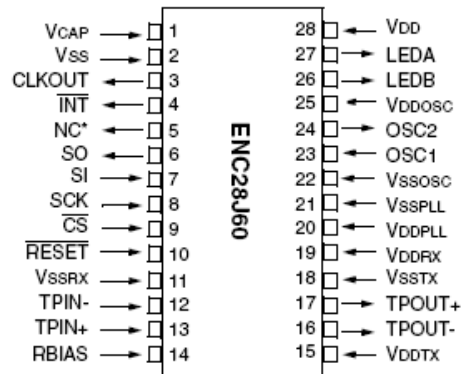 VCAP 1 28 VDD
VSS 2 27 LEDA
CLKOUT 3 26 LEDB
INT 4 25 VDDOSC
NC* 5 24 OSC2
SO 6 23 OSC1
SI 7 22 VSSOSC
SCK 8 21 VSSPLL
CS 9 20 VDDPLL
RESET 10 19 VDDRX
VSSRX 11 18 VSSTX
TPIN- 12 17 TPOUT+
TPIN+ 13 16 TPOUT-
RBIAS 14 15 VDDTX
ENC28J60